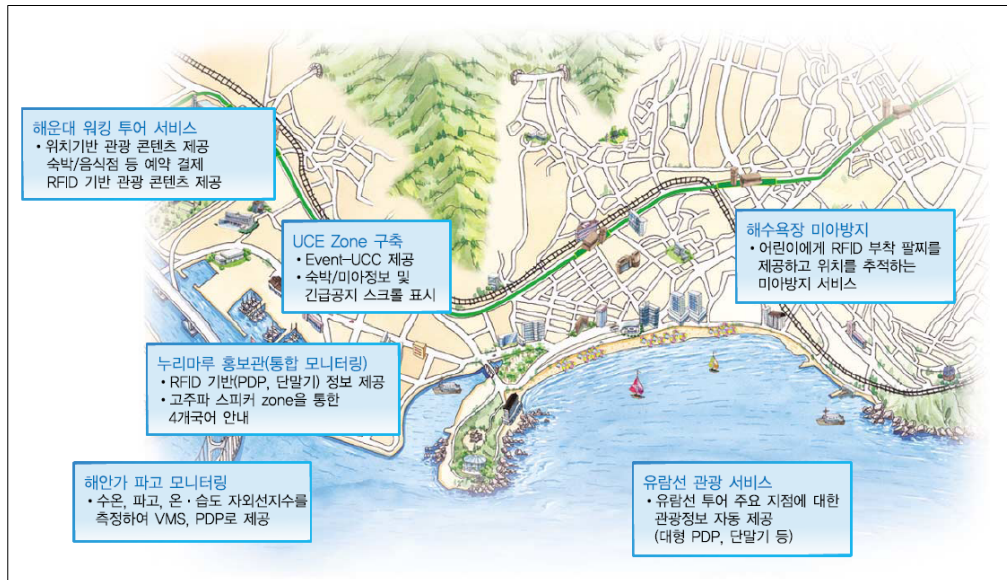 해운대 워킹 투어 서비스
• 위치기반 관광 콘텐츠 제공
숙박/음식점 등 예약 결제
RFID 기반 관광 콘텐츠 제공
UCE Zone 구축
• Event-UCC 제공
• 숙박/미아정보 및
긴급공지 스크롤 표시
해수욕장 미아방지
• 어린이에게 RFID 부착 팔찌를
제공하고 위치를 추적하는
미아방지 서비스
누리마루 홍보관(통합 모니터링)
• RFID 기반(PDP, 단말기) 정보 제공
• 고주파 스피커 zone을 통한
4개국어 안내
해안가 파고 모니터링
• 수온, 파고, 온·습도 자외선지수를
측정하여 VMS, PDP로 제공
유람선 관광 서비스
• 유람선 투어 주요 지점에 대한
관광정보 자동 제공
(대형 PDP, 단말기 등)